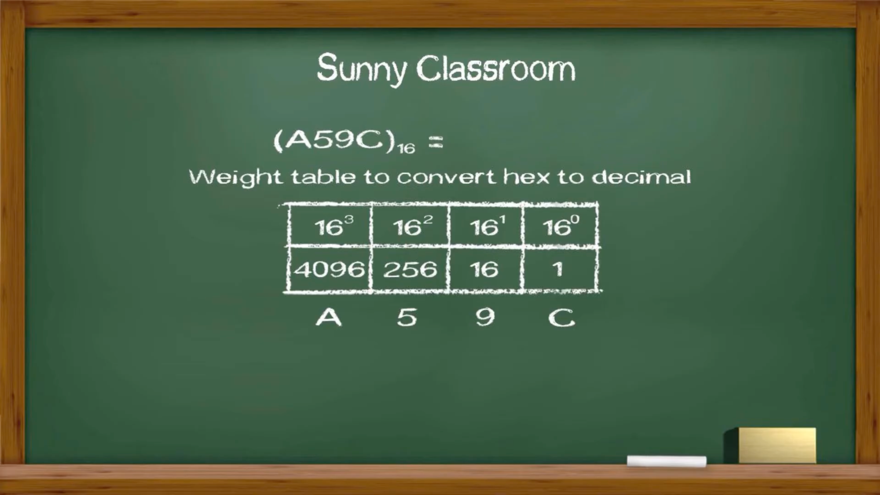 Sunny Classroom
(A59C)₁₆ =
Weight table to convert hex to decimal
16³ 16² 16¹ 16⁰
4096 256 16 1
A 5 9 C